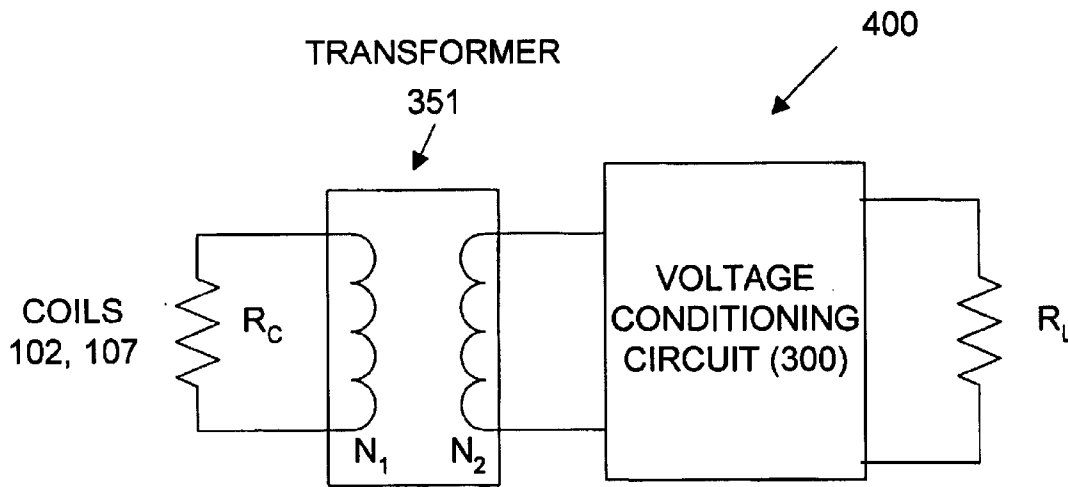 400
TRANSFORMER
351
COILS
102, 107
R_C
N_1
N_2
VOLTAGE
CONDITIONING
CIRCUIT (300)
R_L